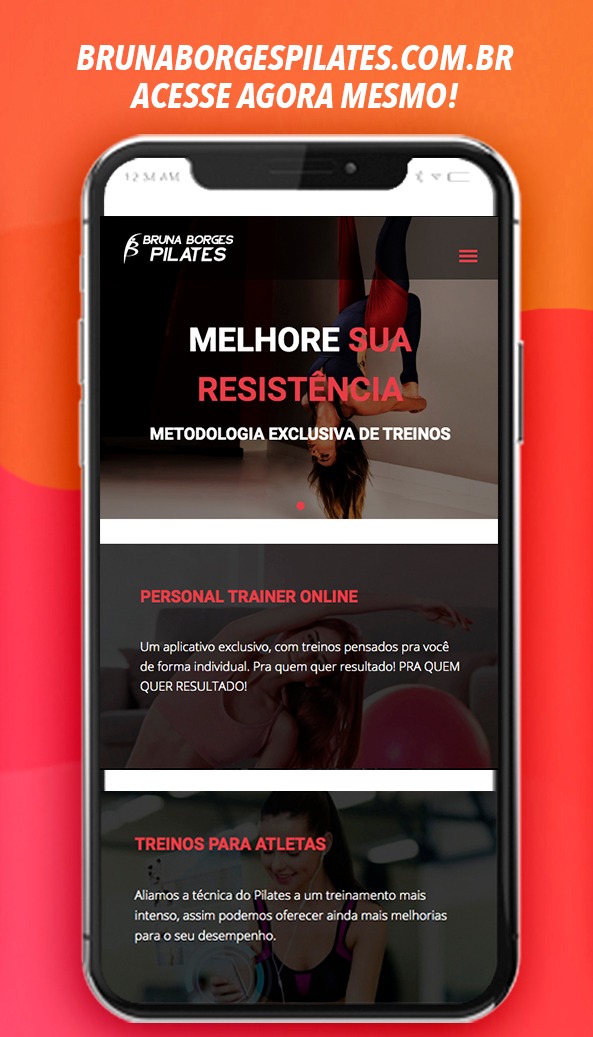 BRUNABORGESPILATES.COM.BR
ACESSE AGORA MESMO!
12:34 AM
BRUNA BORGES
PILATES
MELHORE SUA
RESISTÊNCIA
METODOLOGIA EXCLUSIVA DE TREINOS
PERSONAL TRAINER ONLINE
Um aplicativo exclusivo, com treinos pensados pra você
de forma individual. Pra quem quer resultado! PRA QUEM
QUER RESULTADO!
TREINOS PARA ATLETAS
Aliamos a técnica do Pilates a um treinamento mais
intenso, assim podemos oferecer ainda mais melhorias
para o seu desempenho.